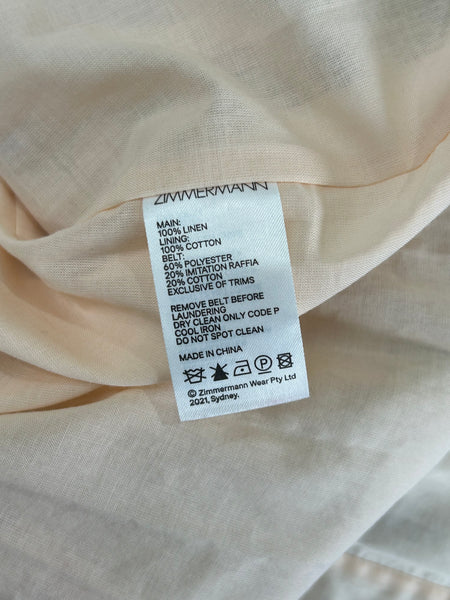 ZIMMERMANN
MAIN:
100% LINEN
LINING:
100% COTTON
BELT:
60% POLYESTER
20% IMITATION RAFFIA
20% COTTON
EXCLUSIVE OF TRIMS
REMOVE BELT BEFORE
LAUNDERING
DRY CLEAN ONLY CODE P
COOL IRON
DO NOT SPOT CLEAN
MADE IN CHINA
P
© Zimmermann Wear Pty Ltd
2021, Sydney.